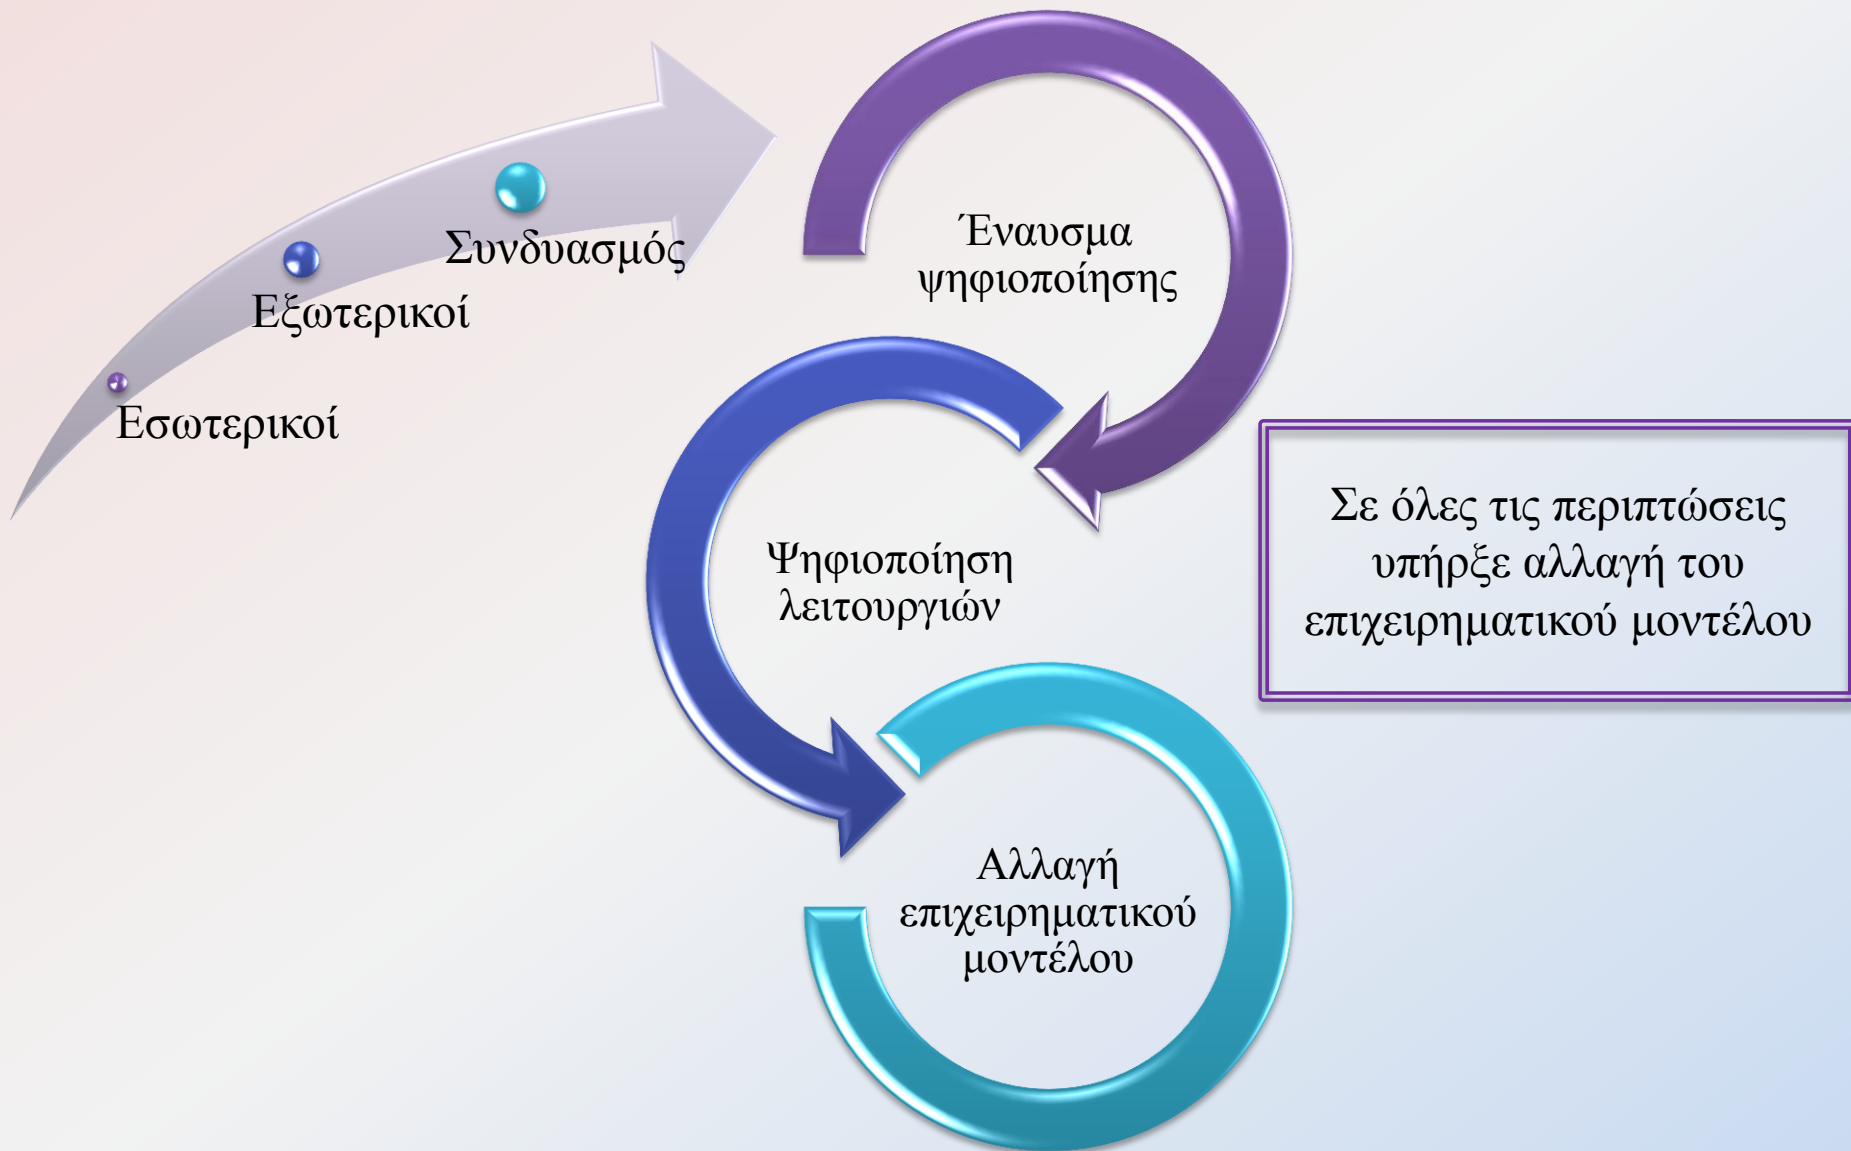 Συνδυασμός
Εξωτερικοί
Εσωτερικοί
Έναυσμα
ψηφιοποίησης
Ψηφιοποίηση
λειτουργιών
Αλλαγή
επιχειρηματικού
μοντέλου
Σε όλες τις περιπτώσεις
υπήρξε αλλαγή του
επιχειρηματικού μοντέλου